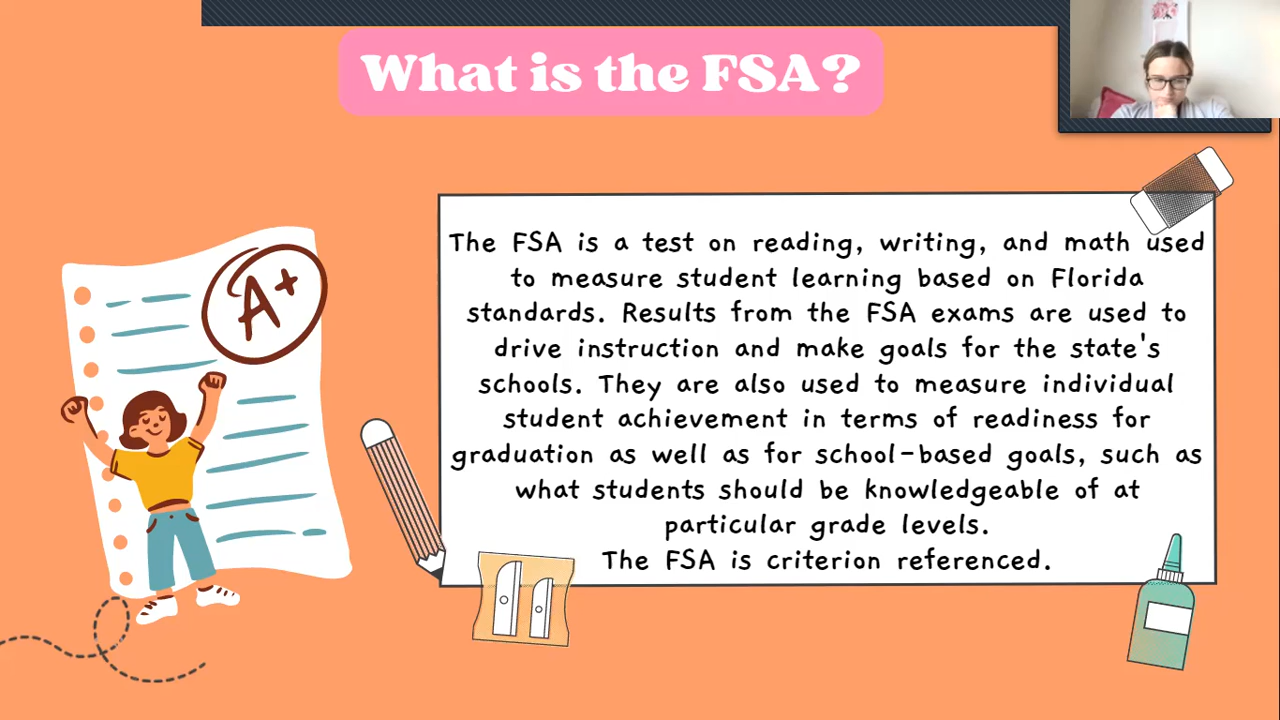 What is the FSA?
A+
The FSA is a test on reading, writing, and math used
to measure student learning based on Florida
standards. Results from the FSA exams are used to
drive instruction and make goals for the state's
schools. They are also used to measure individual
student achievement in terms of readiness for
graduation as well as for school-based goals, such as
what students should be knowledgeable of at
particular grade levels.
The FSA is criterion referenced.